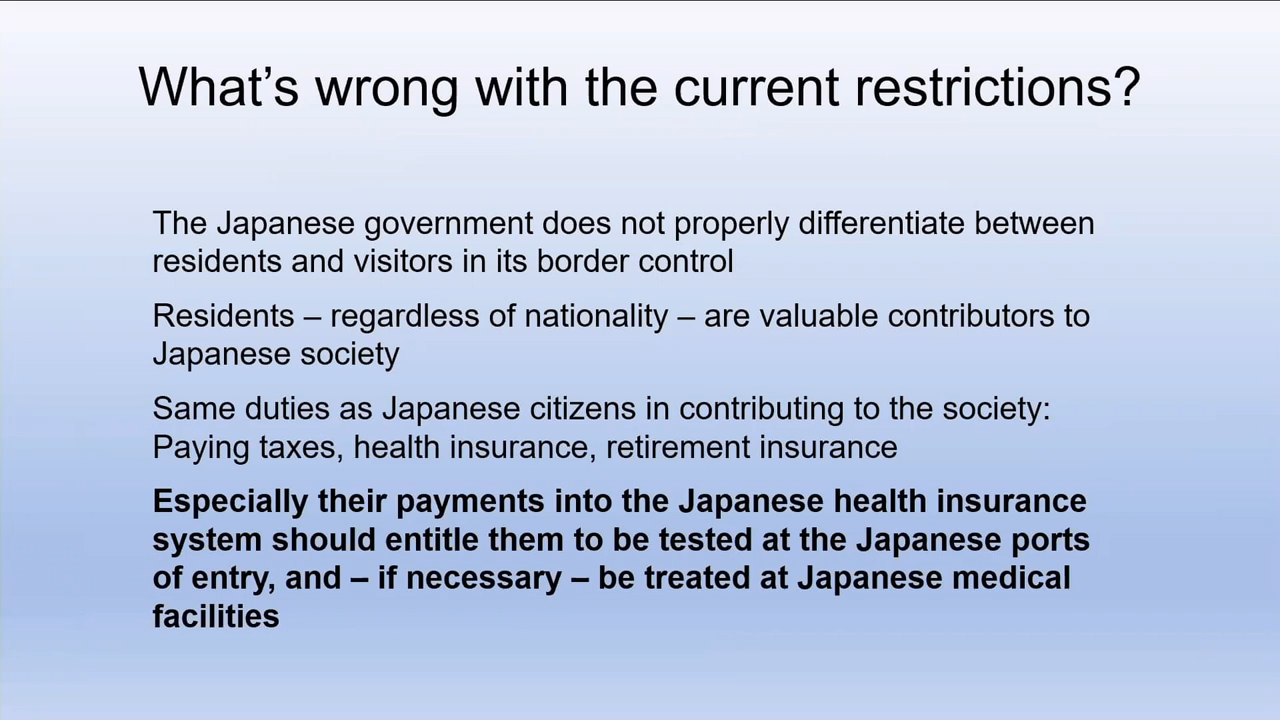 What’s wrong with the current restrictions?
The Japanese government does not properly differentiate between
residents and visitors in its border control
Residents – regardless of nationality – are valuable contributors to
Japanese society
Same duties as Japanese citizens in contributing to the society:
Paying taxes, health insurance, retirement insurance
Especially their payments into the Japanese health insurance
system should entitle them to be tested at the Japanese ports
of entry, and – if necessary – be treated at Japanese medical
facilities